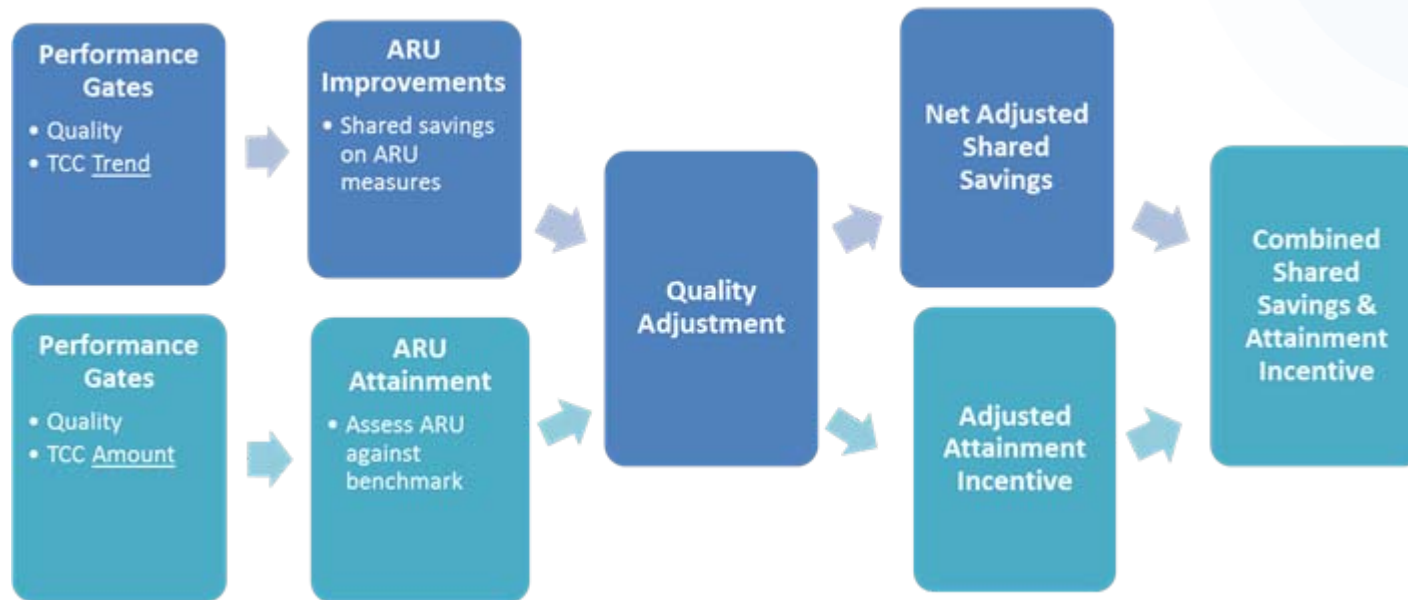 Performance
Gates
• Quality
• TCC Trend
ARU
Improvements
• Shared savings
on ARU
measures
Performance
Gates
• Quality
• TCC Amount
ARU
Attainment
• Assess ARU
against
benchmark
Quality
Adjustment
Net Adjusted
Shared
Savings
Adjusted
Attainment
Incentive
Combined
Shared
Savings &
Attainment
Incentive